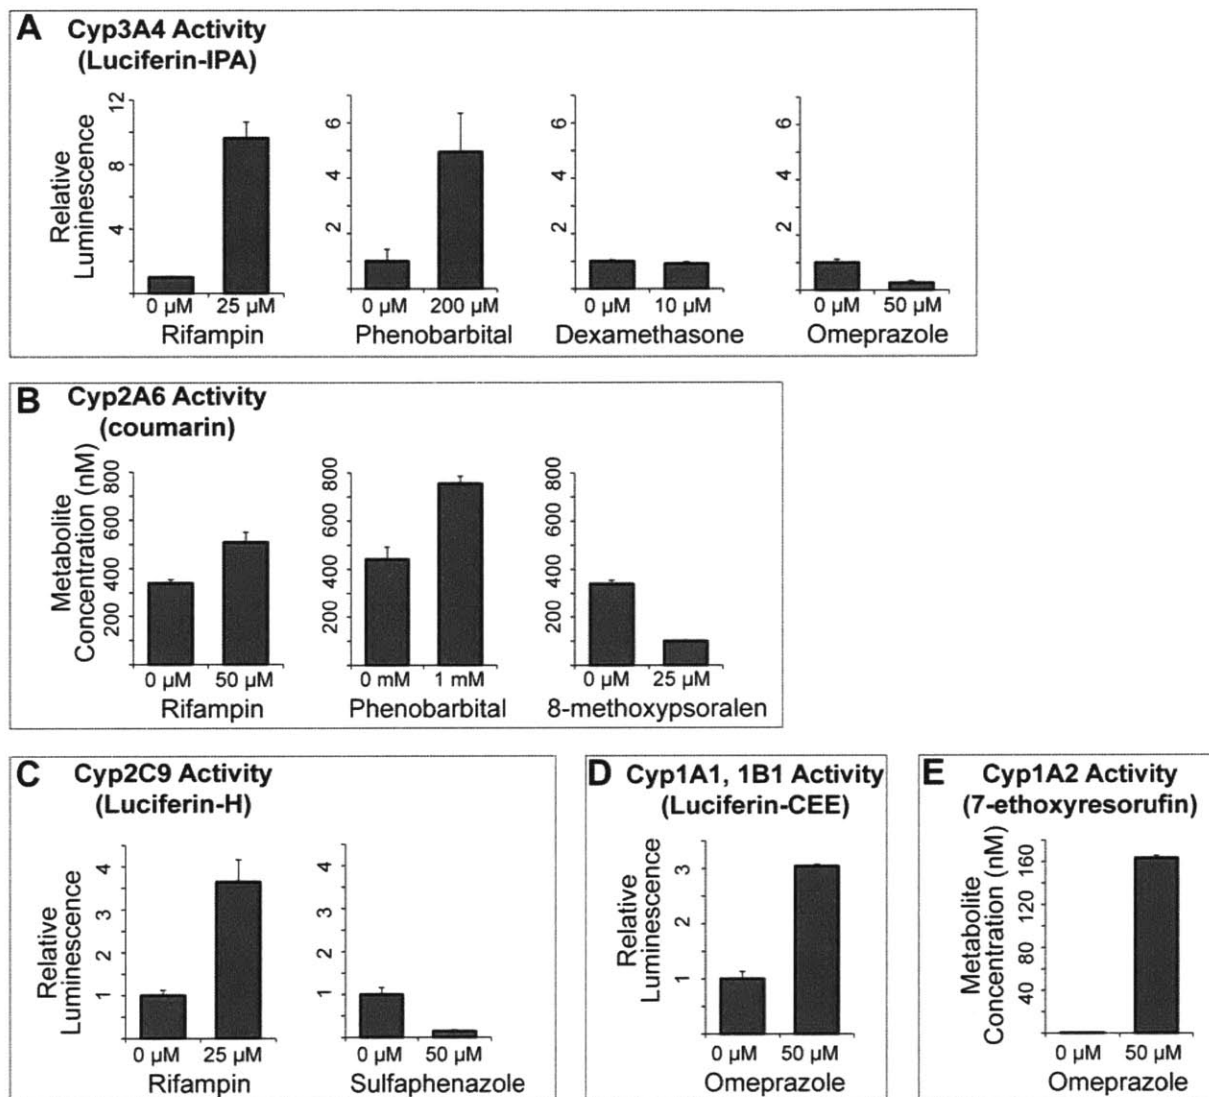 A Cyp3A4 Activity
(Luciferin-IPA)
Relative
Luminescence
12
8
4
0 µM 25 µM
Rifampin
6
4
2
0 µM 200 µM
Phenobarbital
6
4
2
0 µM 10 µM
Dexamethasone
6
4
2
0 µM 50 µM
Omeprazole
B Cyp2A6 Activity
(coumarin)
Metabolite
Concentration (nM)
800
600
400
200
0 µM 50 µM
Rifampin
800
600
400
200
0 mM 1 mM
Phenobarbital
800
600
400
200
0 µM 25 µM
8-methoxypsoralen
C Cyp2C9 Activity
(Luciferin-H)
Relative
Luminescence
4
3
2
1
0 µM 25 µM
Rifampin
4
3
2
1
0 µM 50 µM
Sulfaphenazole
D Cyp1A1, 1B1 Activity
(Luciferin-CEE)
Relative
Luminescence
3
2
1
0 µM 50 µM
Omeprazole
E Cyp1A2 Activity
(7-ethoxyresorufin)
Metabolite
Concentration (nM)
160
120
80
40
0 µM 50 µM
Omeprazole